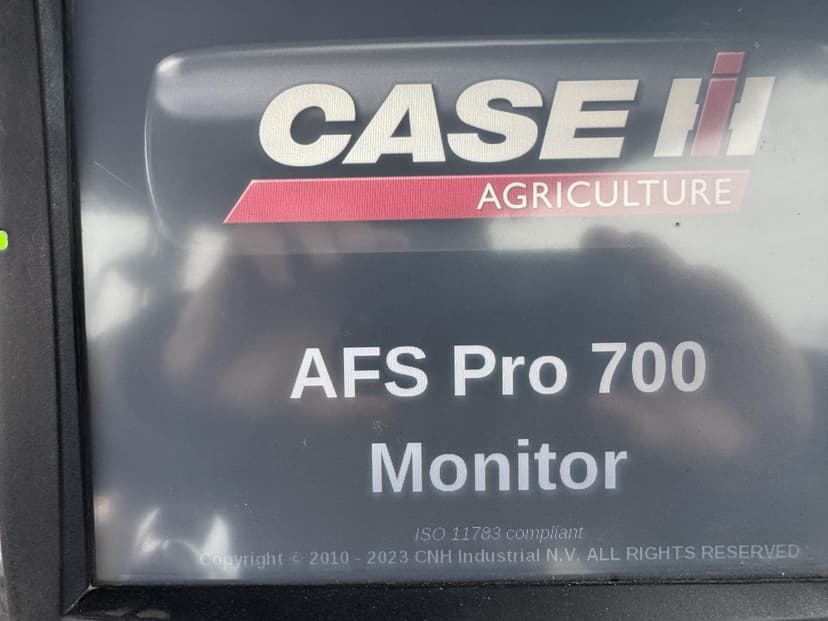 CASE IH
AGRICULTURE
AFS Pro 700
Monitor
ISO 11783 compliant
Copyright © 2010 - 2023 CNH Industrial N.V. ALL RIGHTS RESERVED